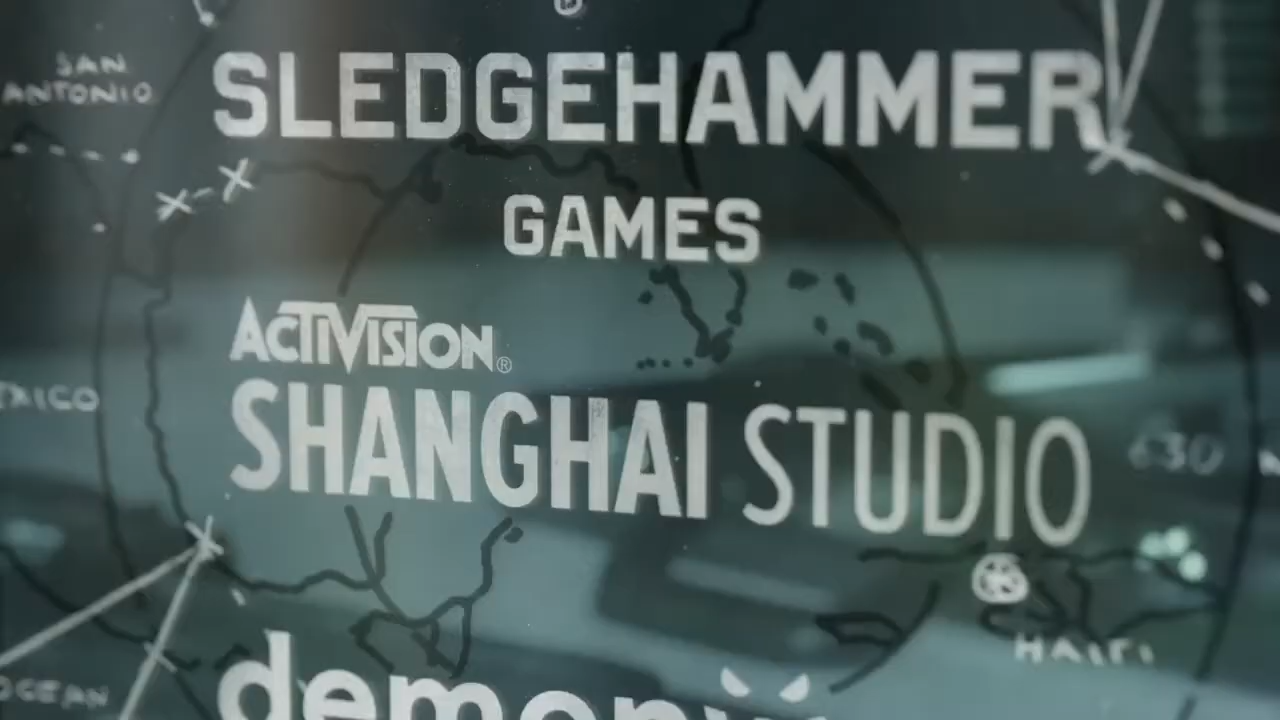 SAN
ANTONIO
SLEDGEHAMMER
GAMES
ACTIVISION®
SHANGHAI STUDIO
630
HAITI
OCEAN